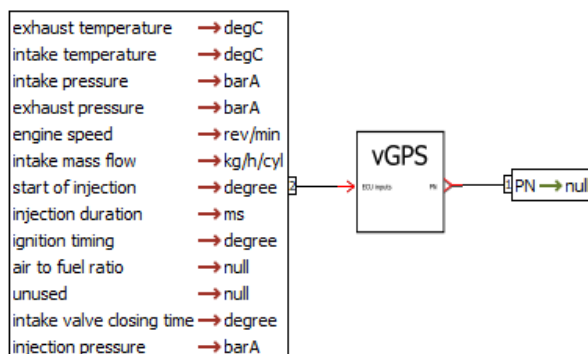 exhaust temperature → degC
intake temperature → degC
intake pressure → barA
exhaust pressure → barA
engine speed → rev/min
intake mass flow → kg/h/cyl
start of injection → degree
injection duration → ms
ignition timing → degree
air to fuel ratio → null
unused → null
intake valve closing time → degree
injection pressure → barA
2
vGPS
ECU inputs
PN
1 PN → null